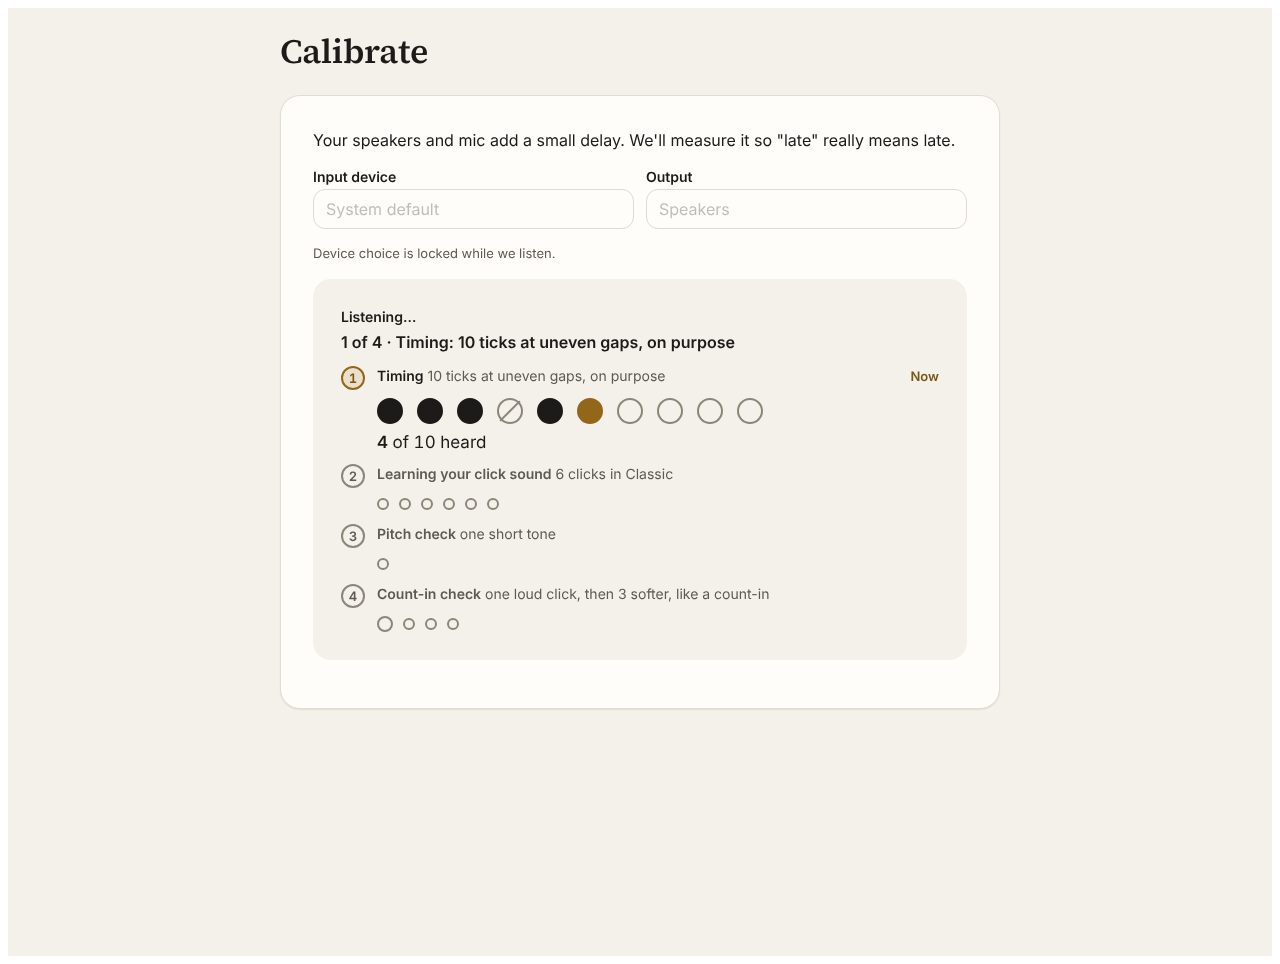 Calibrate
Your speakers and mic add a small delay. We'll measure it so "late" really means late.
Input device
Output
System default
Speakers
Device choice is locked while we listen.
Listening…
1 of 4 · Timing: 10 ticks at uneven gaps, on purpose
1 Timing 10 ticks at uneven gaps, on purpose Now
4 of 10 heard
2 Learning your click sound 6 clicks in Classic
3 Pitch check one short tone
4 Count-in check one loud click, then 3 softer, like a count-in